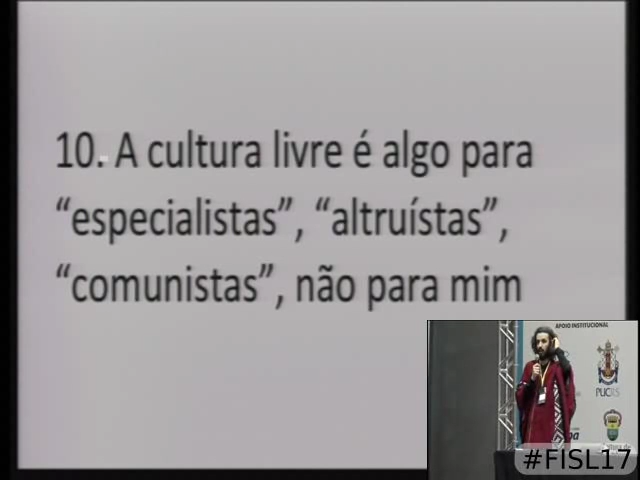 10. A cultura livre é algo para
“especialistas”, “altruístas”,
“comunistas”, não para mim
APOIO INSTITUCIONAL
PUCRS
#FISL17